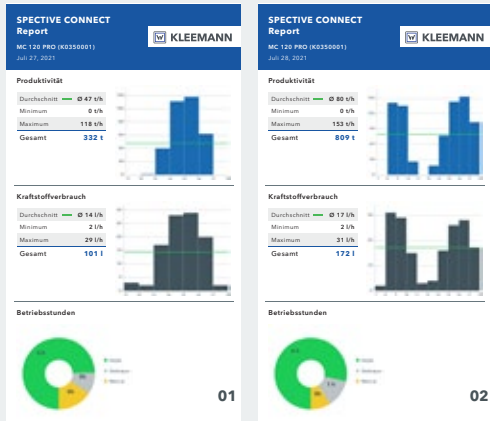 SPECTIVE CONNECT
Report
KLEEMANN
MC 120 PRO (K0350001)
Juli 27, 2021
Produktivität
Durchschnitt Ø 47 t/h
Minimum 0 t/h
Maximum 118 t/h
Gesamt 332 t
Kraftstoffverbrauch
Durchschnitt Ø 14 l/h
Minimum 2 l/h
Maximum 29 l/h
Gesamt 101 l
Betriebsstunden
01
SPECTIVE CONNECT
Report
KLEEMANN
MC 120 PRO (K0350001)
Juli 28, 2021
Produktivität
Durchschnitt Ø 80 t/h
Minimum 0 t/h
Maximum 153 t/h
Gesamt 809 t
Kraftstoffverbrauch
Durchschnitt Ø 17 l/h
Minimum 2 l/h
Maximum 31 l/h
Gesamt 172 l
Betriebsstunden
02